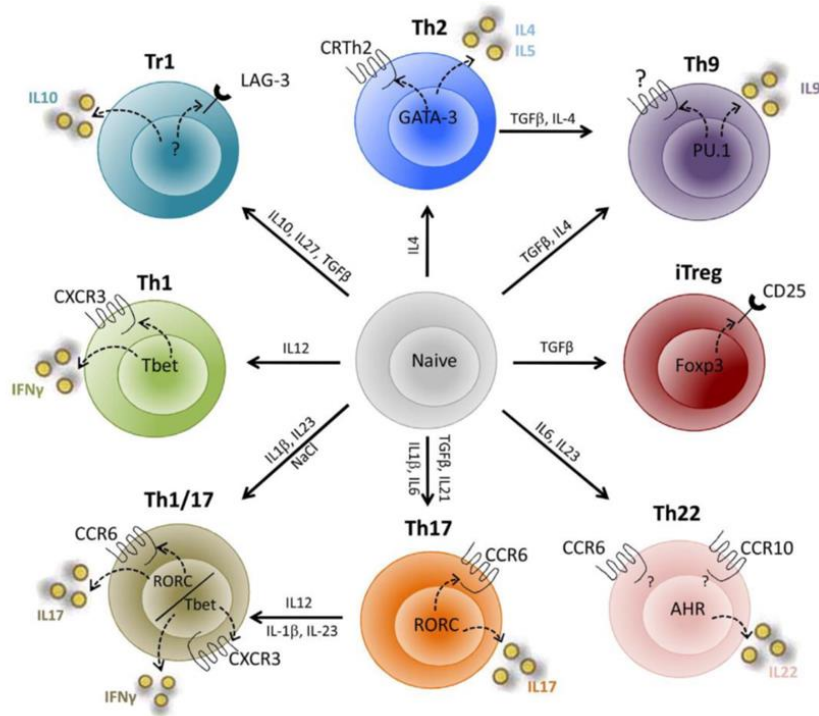 Th2
CRTh2
IL4
IL5
GATA-3
Tr1
IL10
LAG-3
?
Th9
?
IL9
PU.1
TGFβ, IL-4
IL10, IL27, TGFβ
IL4
TGFβ, IL4
Th1
CXCR3
Tbet
IFNγ
IL12
Naive
TGFβ
iTreg
CD25
Foxp3
IL1β, IL23
NaCl
TGFβ, IL21
IL1β, IL6
IL6, IL23
Th1/17
CCR6
RORC
Tbet
IL17
CXCR3
IFNγ
IL12
IL-1β, IL-23
Th17
CCR6
RORC
IL17
Th22
CCR6
CCR10
? ?
AHR
IL22